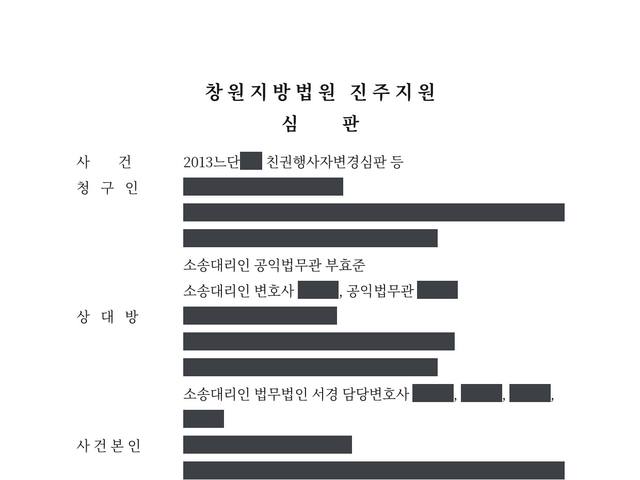 창원지방법원 진주지원
심 판
사 건 2013느단 친권행사자변경심판 등
청 구 인
소송대리인 공익법무관 부효준
소송대리인 변호사 , 공익법무관
상 대 방
소송대리인 법무법인 서경 담당변호사 , , ,
사건본인